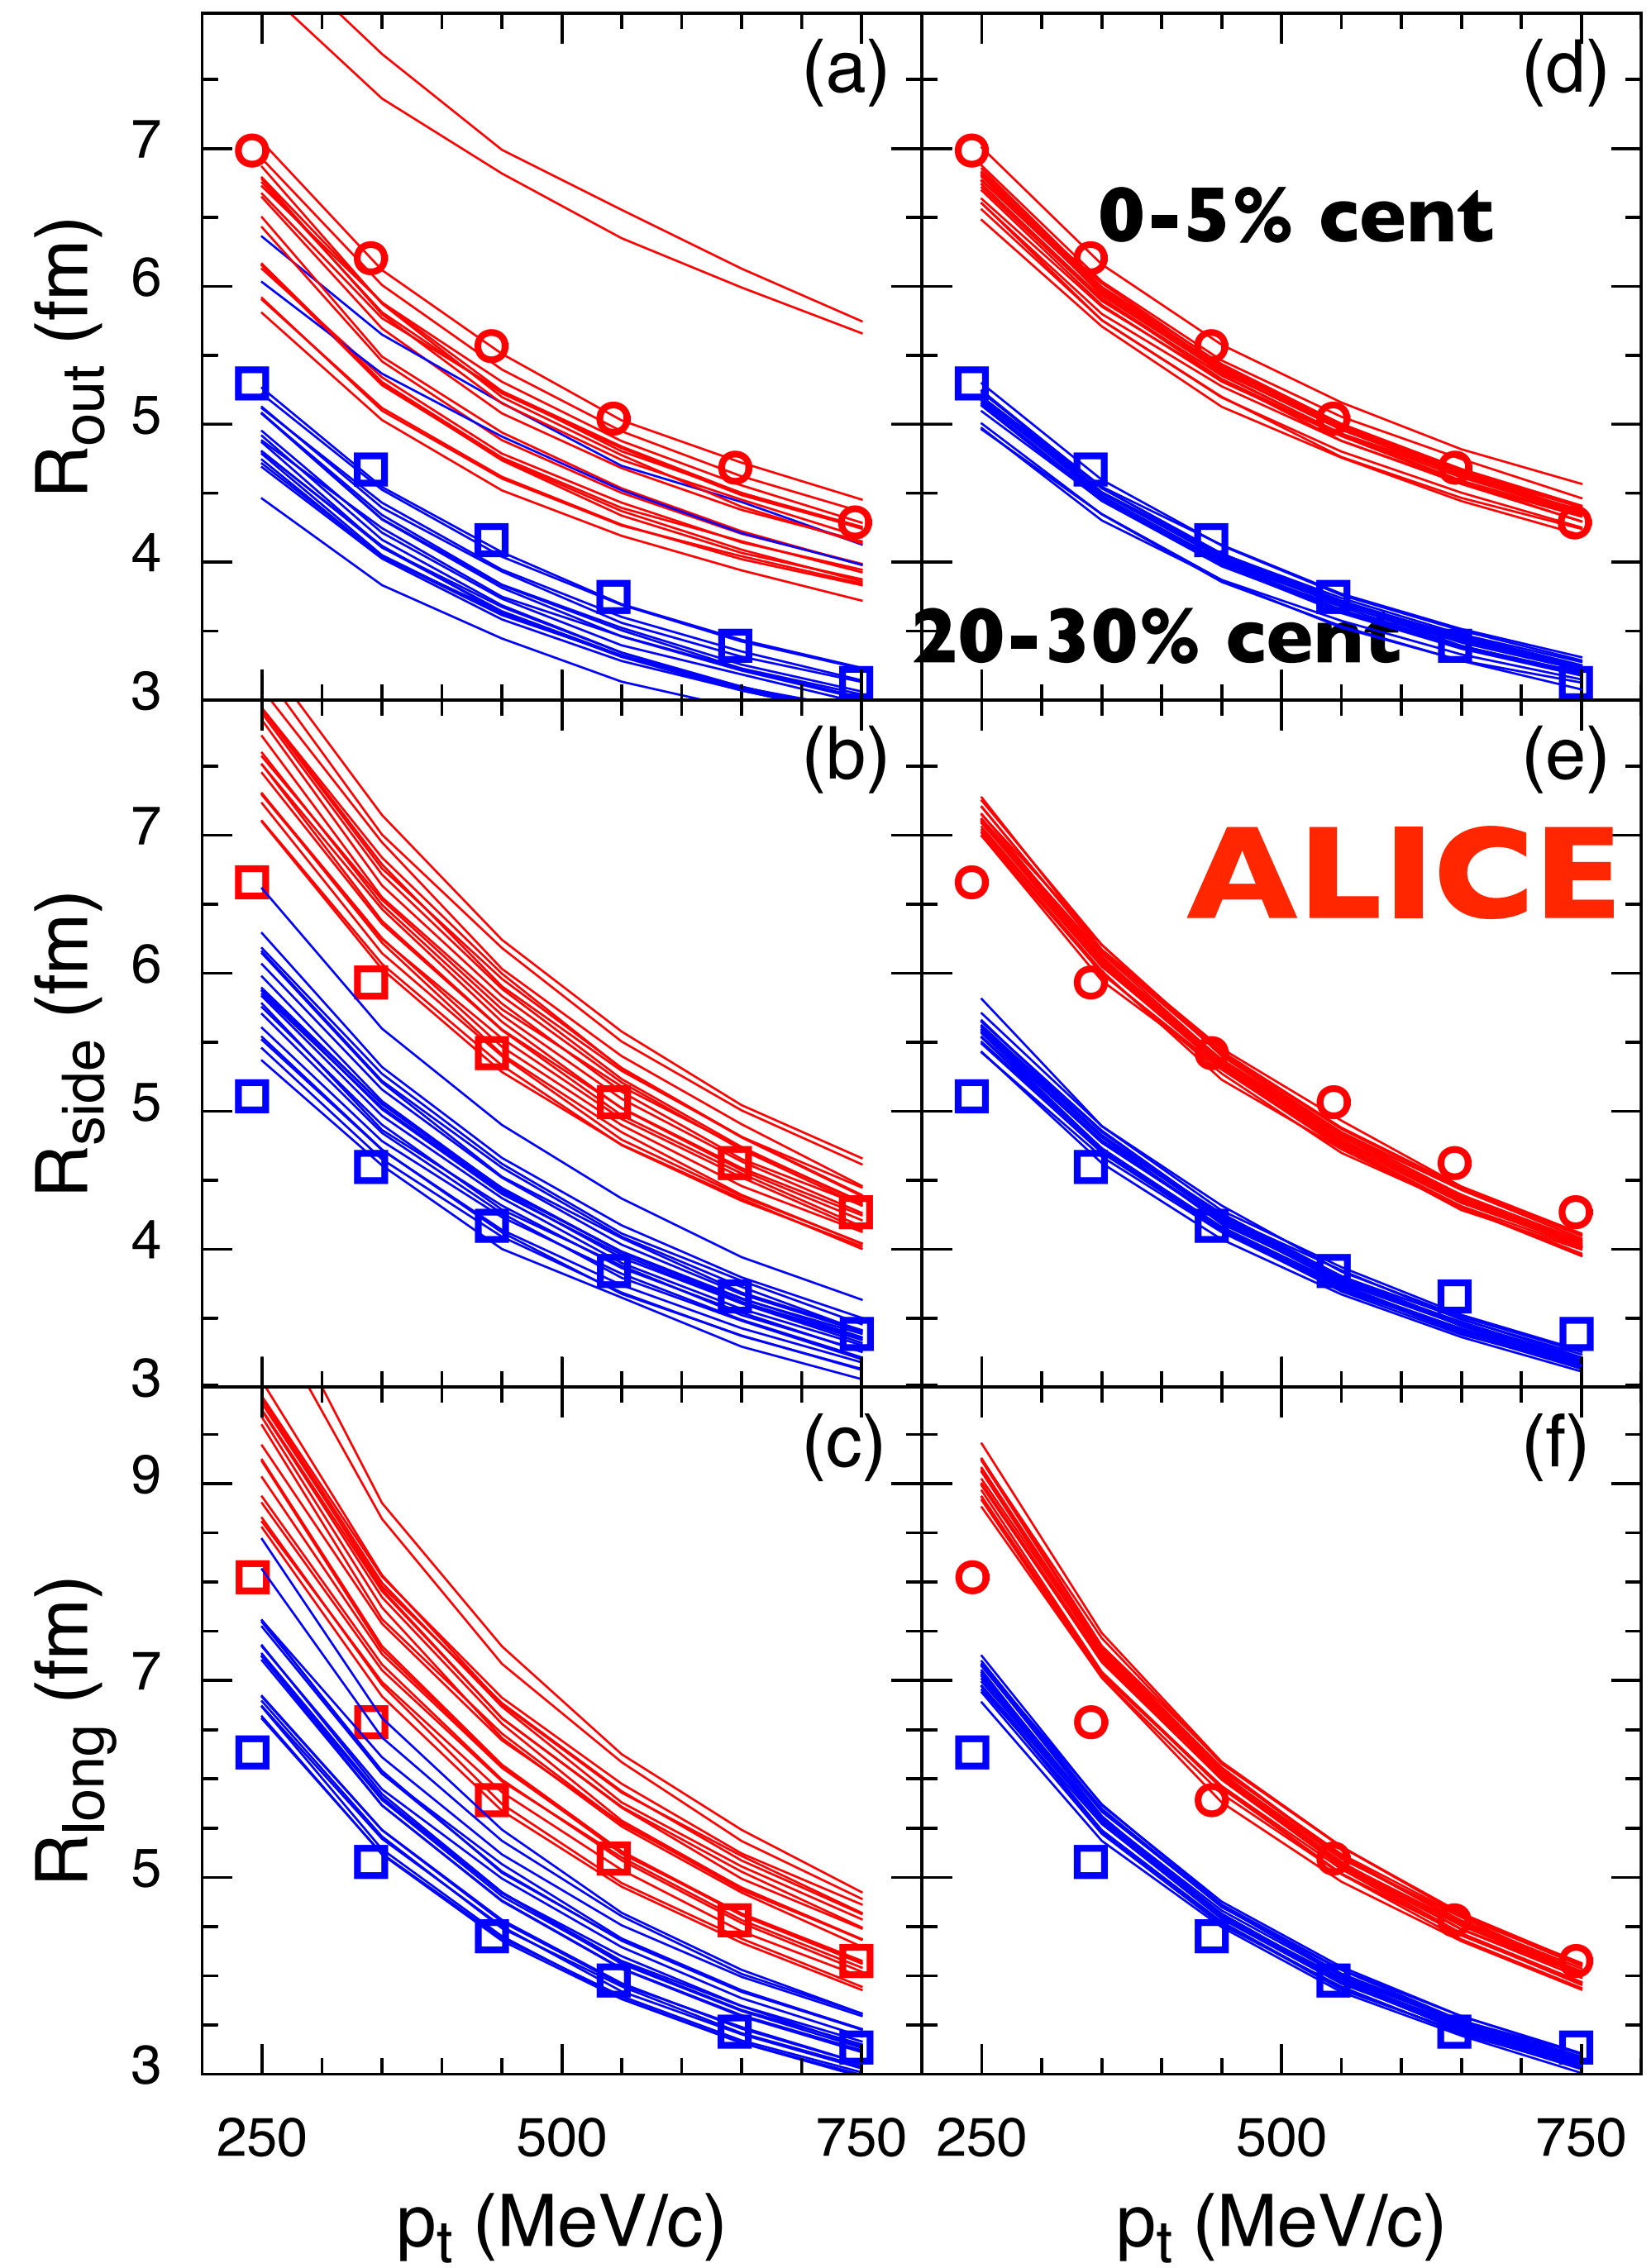 (a)
(d)
7
0-5% cent
6
R_out (fm)
5
4
20-30% cent
3
(b)
(e)
7
ALICE
6
R_side (fm)
5
4
3
(c)
(f)
9
7
R_long (fm)
5
3
250 500 750 250 500 750
p_t (MeV/c) p_t (MeV/c)